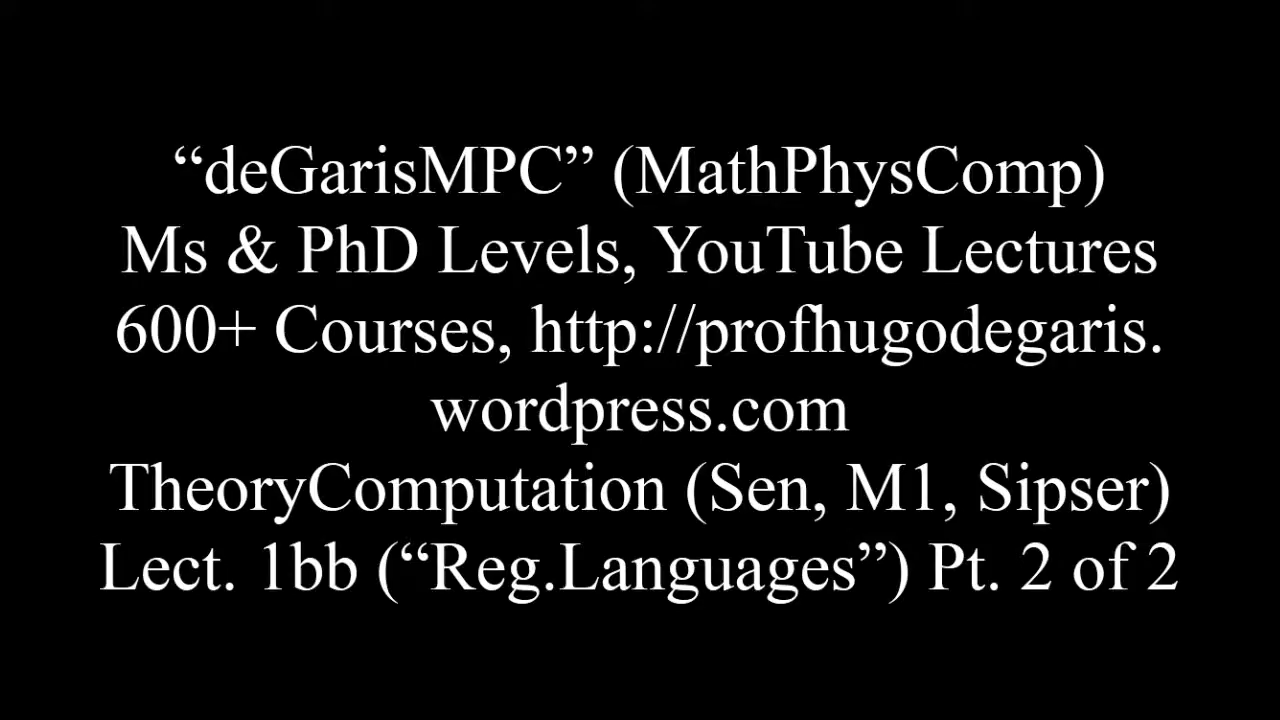 “deGarisMPC” (MathPhysComp)
Ms & PhD Levels, YouTube Lectures
600+ Courses, http://profhugodegaris.
wordpress.com
TheoryComputation (Sen, M1, Sipser)
Lect. 1bb (“Reg.Languages”) Pt. 2 of 2